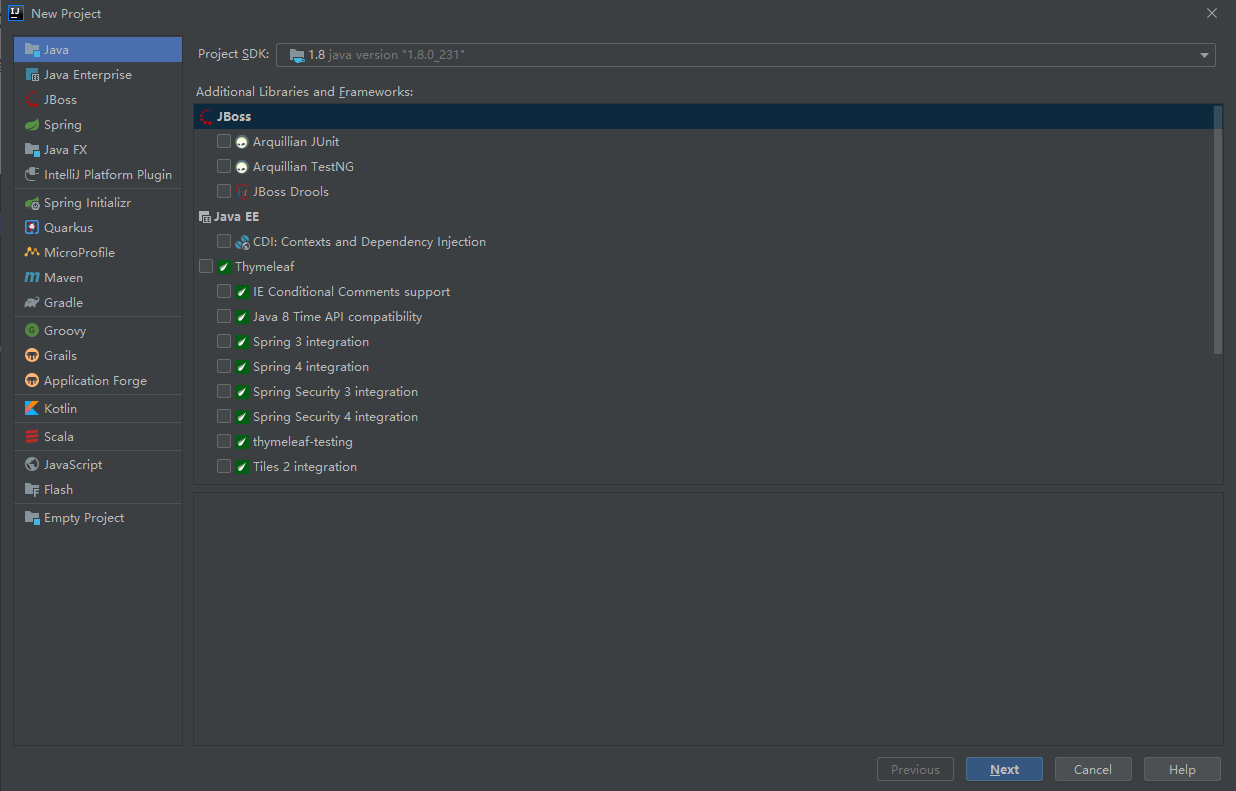 New Project
Java
Java Enterprise
JBoss
Spring
Java FX
IntelliJ Platform Plugin
Spring Initializr
Quarkus
MicroProfile
Maven
Gradle
Groovy
Grails
Application Forge
Kotlin
Scala
JavaScript
Flash
Empty Project
Project SDK: 1.8 java version "1.8.0_231"
Additional Libraries and Frameworks:
JBoss
Arquillian JUnit
Arquillian TestNG
JBoss Drools
Java EE
CDI: Contexts and Dependency Injection
Thymeleaf
IE Conditional Comments support
Java 8 Time API compatibility
Spring 3 integration
Spring 4 integration
Spring Security 3 integration
Spring Security 4 integration
thymeleaf-testing
Tiles 2 integration
Previous Next Cancel Help